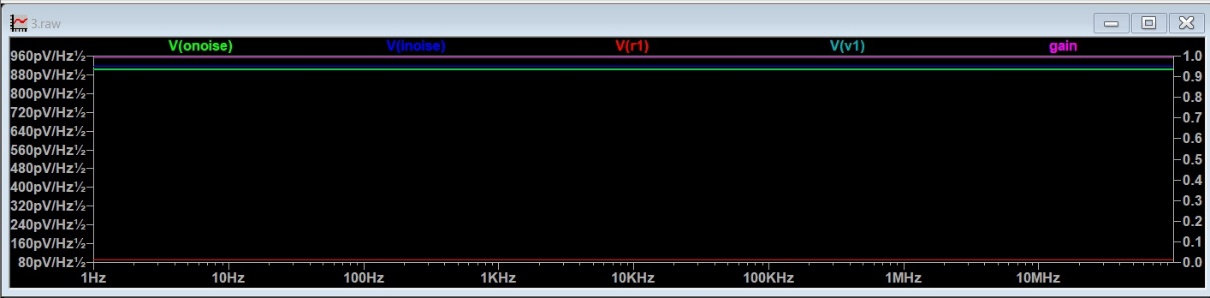 3.raw
V(onoise) V(inoise) V(r1) V(v1) gain
960pV/Hz½ 1.0
880pV/Hz½ 0.9
800pV/Hz½ 0.8
720pV/Hz½ 0.7
640pV/Hz½ 0.6
560pV/Hz½ 0.5
480pV/Hz½ 0.4
400pV/Hz½ 0.3
320pV/Hz½ 0.2
240pV/Hz½ 0.1
160pV/Hz½ 0.0
80pV/Hz½
1Hz 10Hz 100Hz 1KHz 10KHz 100KHz 1MHz 10MHz